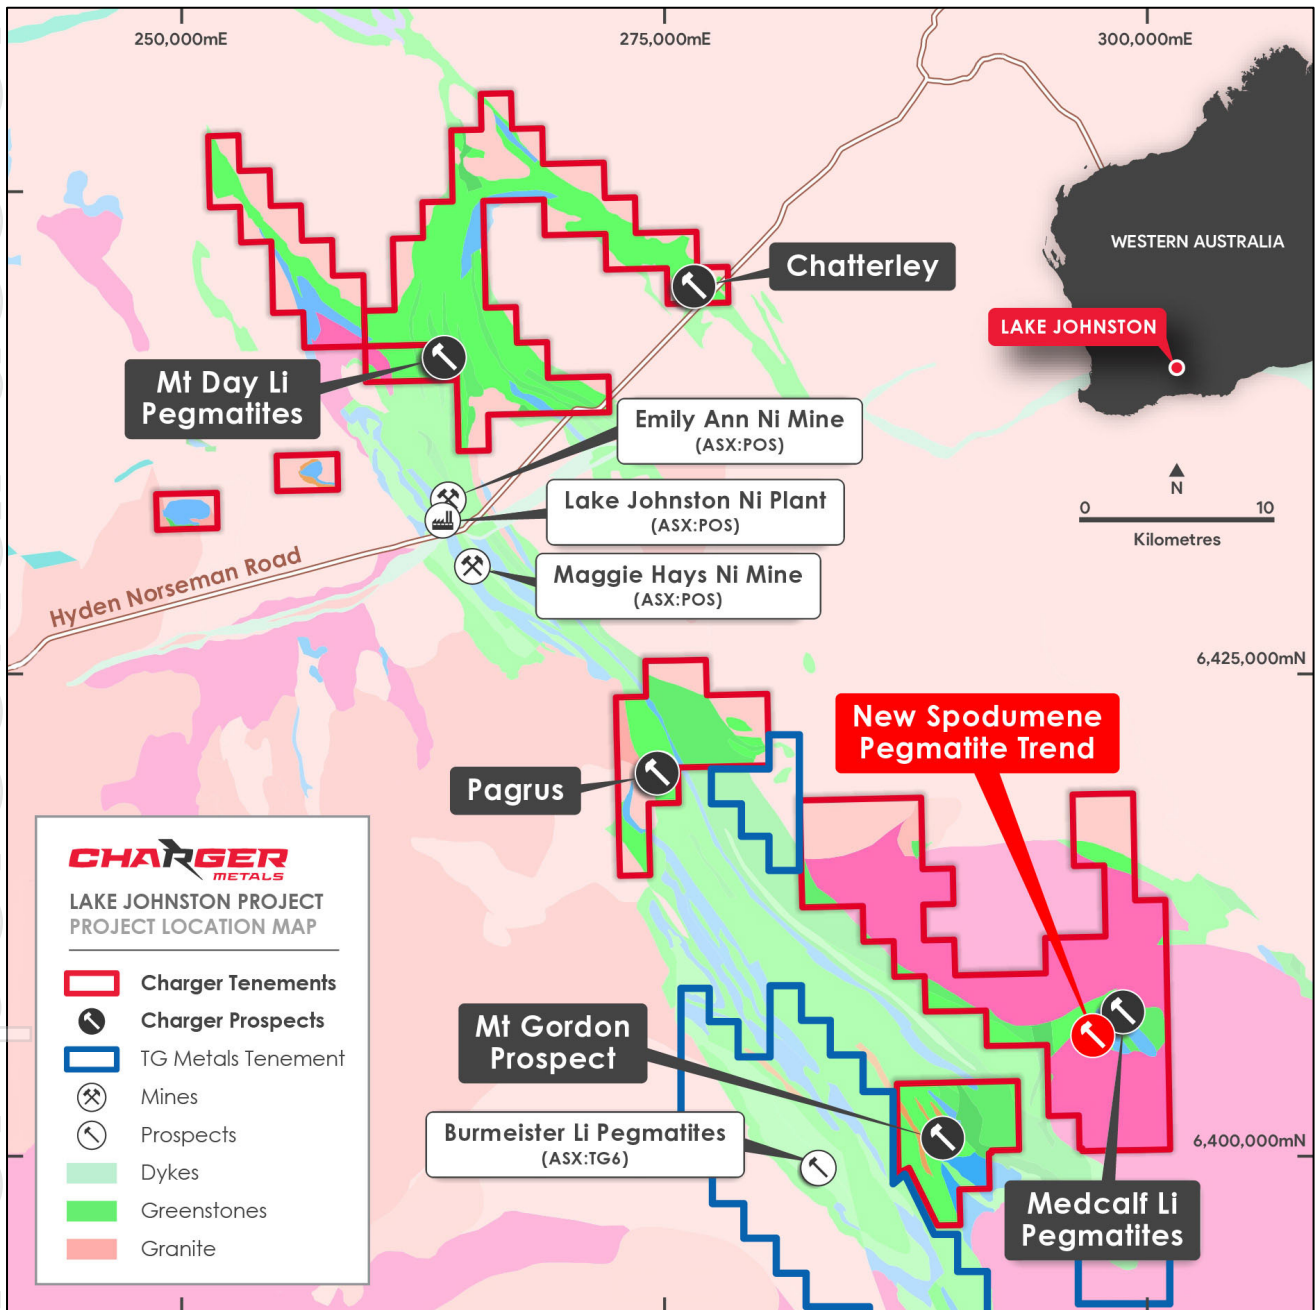 250,000mE
275,000mE
300,000mE
WESTERN AUSTRALIA
Chatterley
LAKE JOHNSTON
Mt Day Li
Pegmatites
Emily Ann Ni Mine
(ASX:POS)
N
0 10
Kilometres
Lake Johnston Ni Plant
(ASX:POS)
Hyden Norseman Road
Maggie Hays Ni Mine
(ASX:POS)
6,425,000mN
New Spodumene
Pegmatite Trend
Pagrus
CHARGER
METALS
LAKE JOHNSTON PROJECT
PROJECT LOCATION MAP
Charger Tenements
Charger Prospects
TG Metals Tenement
Mines
Prospects
Dykes
Greenstones
Granite
Mt Gordon
Prospect
Burmeister Li Pegmatites
(ASX:TG6)
6,400,000mN
Medcalf Li
Pegmatites